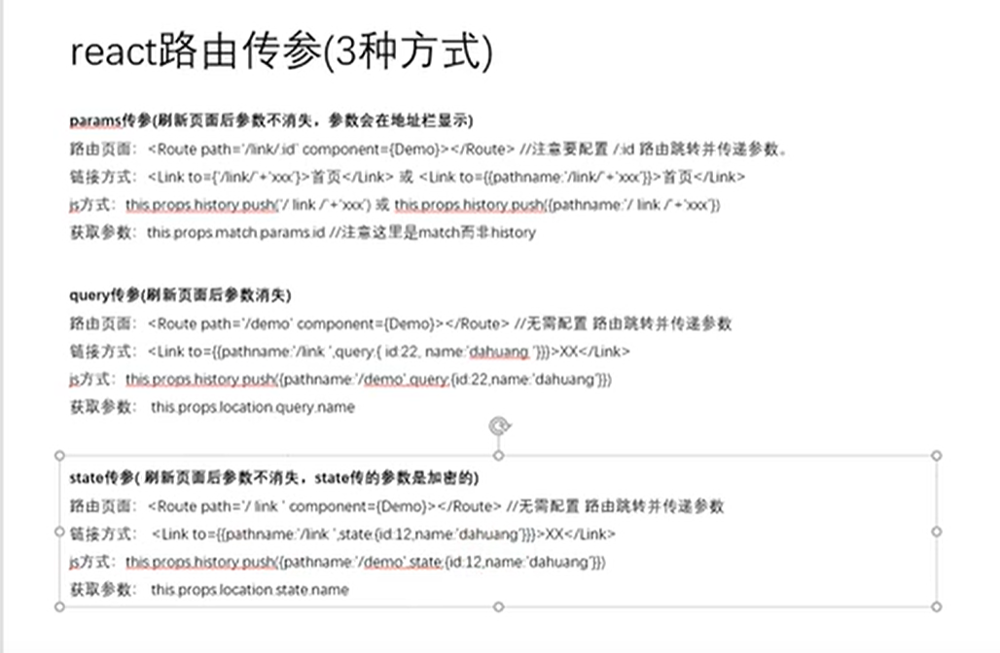 react路由传参(3种方式)
params传参(刷新页面后参数不消失，参数会在地址栏显示)
路由页面：<Route path='/link/:id' component={Demo}></Route> //注意要配置 /:id 路由跳转并传递参数。
链接方式：<Link to={'/link/'+'xxx'}>首页</Link> 或 <Link to={{pathname:'/link/'+'xxx'}}>首页</Link>
js方式：this.props.history.push('/ link /'+'xxx') 或 this.props.history.push({pathname:'/ link /'+'xxx'})
获取参数：this.props.match.params.id //注意这里是match而非history
query传参(刷新页面后参数消失)
路由页面：<Route path='/demo' component={Demo}></Route> //无需配置 路由跳转并传递参数
链接方式：<Link to={{pathname:'/link ',query:{ id:22, name:'dahuang '}}}>XX</Link>
js方式：this.props.history.push({pathname:'/demo',query:{id:22,name:'dahuang'}})
获取参数： this.props.location.query.name
state传参( 刷新页面后参数不消失，state传的参数是加密的)
路由页面：<Route path='/ link ' component={Demo}></Route> //无需配置 路由跳转并传递参数
链接方式： <Link to={{pathname:'/link ',state:{id:12,name:'dahuang'}}}>XX</Link>
js方式：this.props.history.push({pathname:'/demo',state:{id:12,name:'dahuang'}})
获取参数： this.props.location.state.name